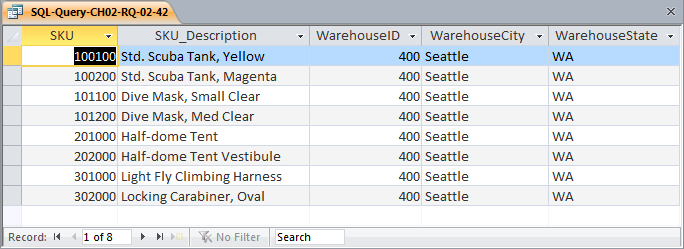 SQL-Query-CH02-RQ-02-42
SKU SKU_Description WarehouseID WarehouseCity WarehouseState
100100 Std. Scuba Tank, Yellow 400 Seattle WA
100200 Std. Scuba Tank, Magenta 400 Seattle WA
101100 Dive Mask, Small Clear 400 Seattle WA
101200 Dive Mask, Med Clear 400 Seattle WA
201000 Half-dome Tent 400 Seattle WA
202000 Half-dome Tent Vestibule 400 Seattle WA
301000 Light Fly Climbing Harness 400 Seattle WA
302000 Locking Carabiner, Oval 400 Seattle WA
Record: 1 of 8 No Filter Search